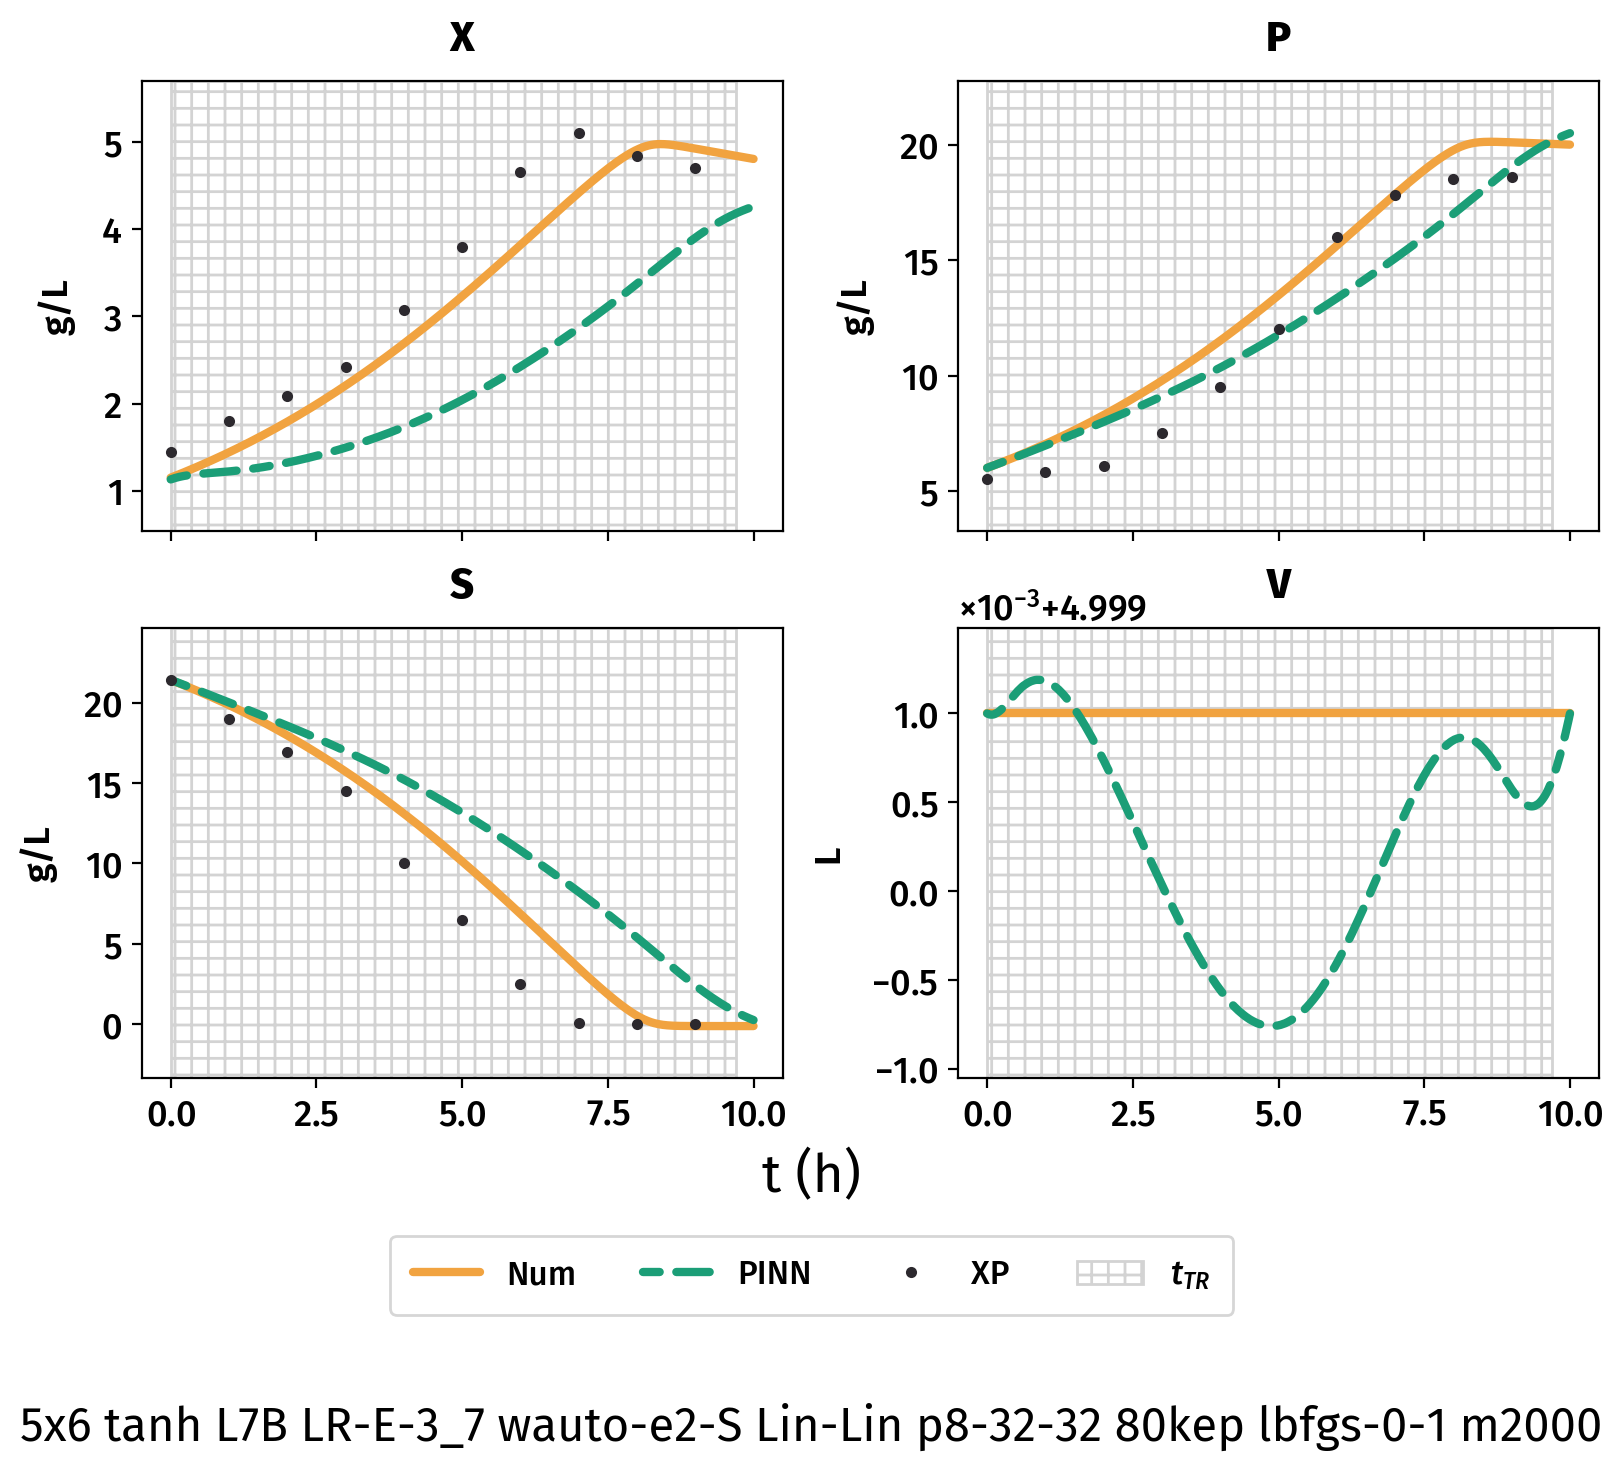 X
P
5
4
3
2
1
g/L
20
15
10
5
g/L
S
V
×10⁻³+4.999
20
15
10
5
0
g/L
1.0
0.5
0.0
−0.5
−1.0
L
0.0 2.5 5.0 7.5 10.0
0.0 2.5 5.0 7.5 10.0
t (h)
Num PINN XP t_TR
5x6 tanh L7B LR-E-3_7 wauto-e2-S Lin-Lin p8-32-32 80kep lbfgs-0-1 m2000